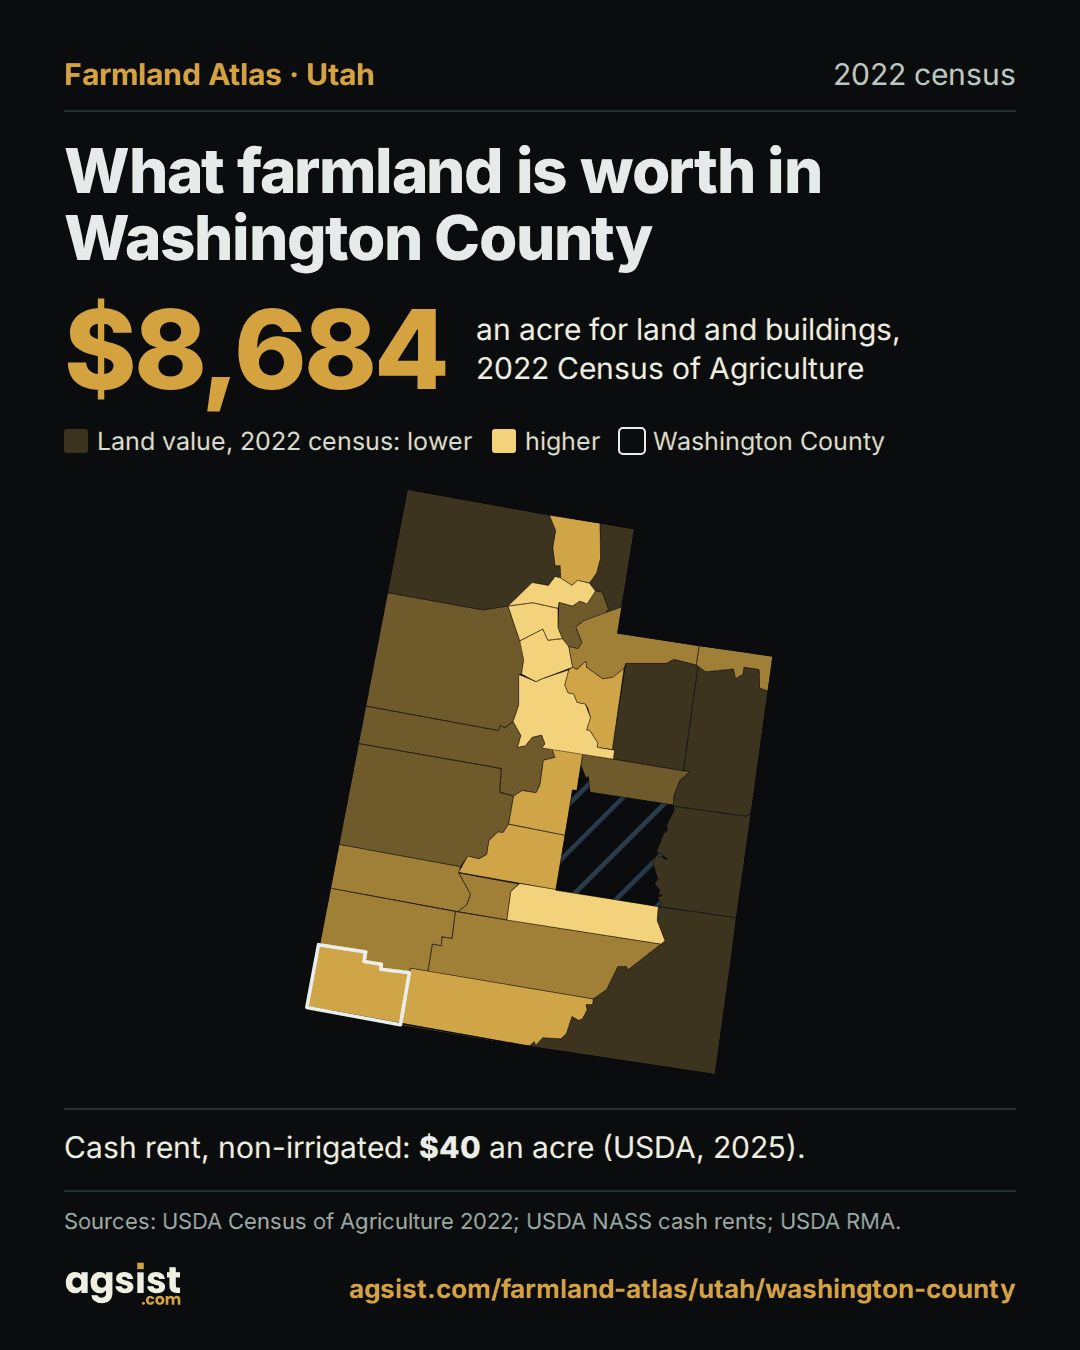 Farmland Atlas · Utah
2022 census
What farmland is worth in
Washington County
$8,684
an acre for land and buildings,
2022 Census of Agriculture
Land value, 2022 census: lower
higher
Washington County
Cash rent, non-irrigated: $40 an acre (USDA, 2025).
Sources: USDA Census of Agriculture 2022; USDA NASS cash rents; USDA RMA.
agsist
.com
agsist.com/farmland-atlas/utah/washington-county